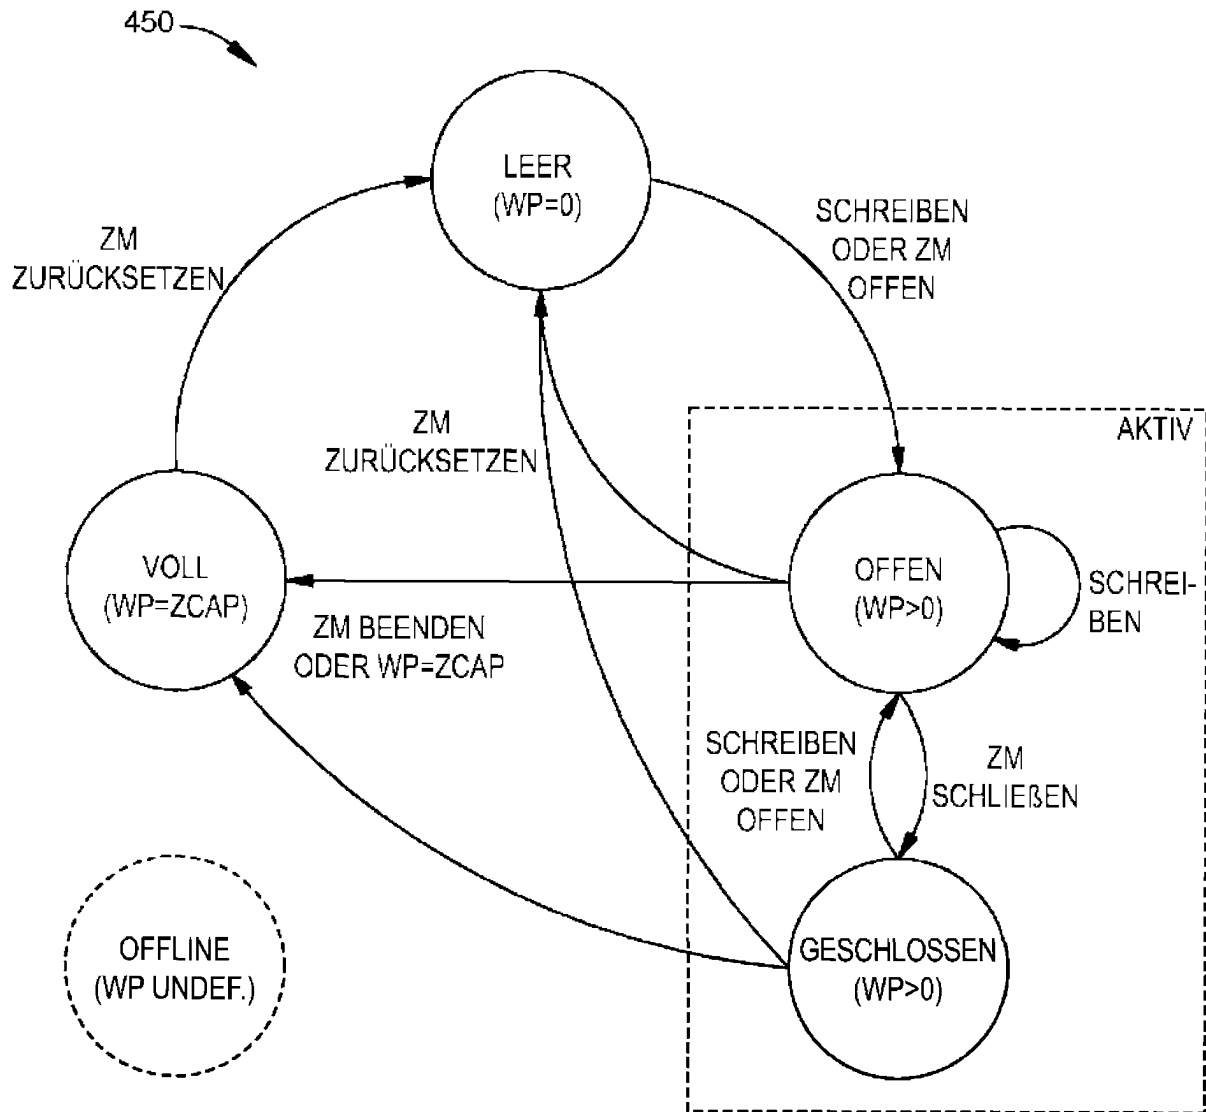 450
LEER
(WP=0)
ZM
ZURÜCKSETZEN
SCHREIBEN
ODER ZM
OFFEN
ZM
ZURÜCKSETZEN
AKTIV
VOLL
(WP=ZCAP)
OFFEN
(WP>0)
SCHREI-
BEN
ZM BEENDEN
ODER WP=ZCAP
SCHREIBEN
ODER ZM
OFFEN
ZM
SCHLIEßEN
OFFLINE
(WP UNDEF.)
GESCHLOSSEN
(WP>0)